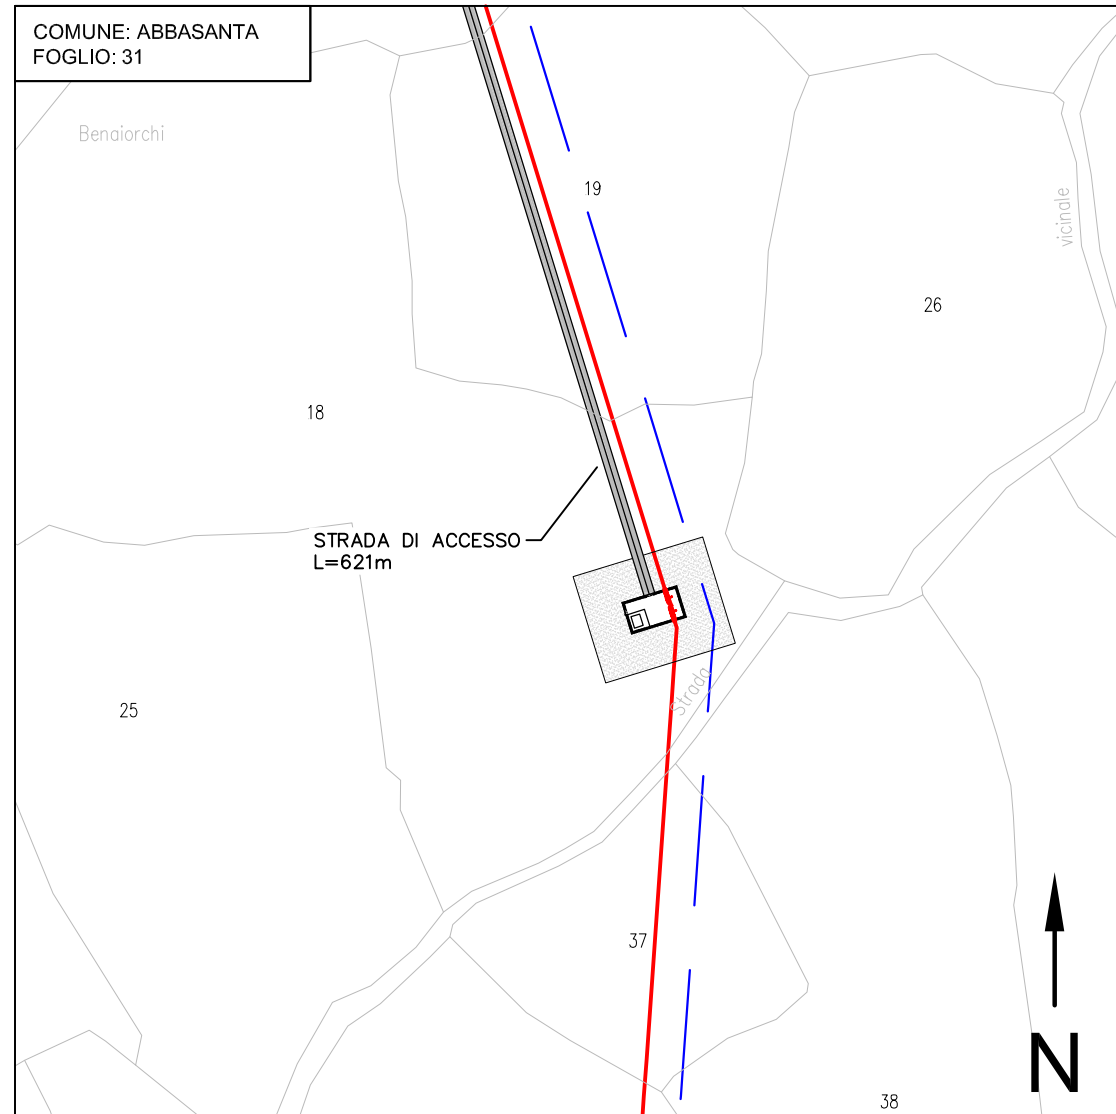 COMUNE: ABBASANTA
FOGLIO: 31
Benaiorchi
19
vicinale
26
18
STRADA DI ACCESSO
L=621m
Strada
25
37
N
38